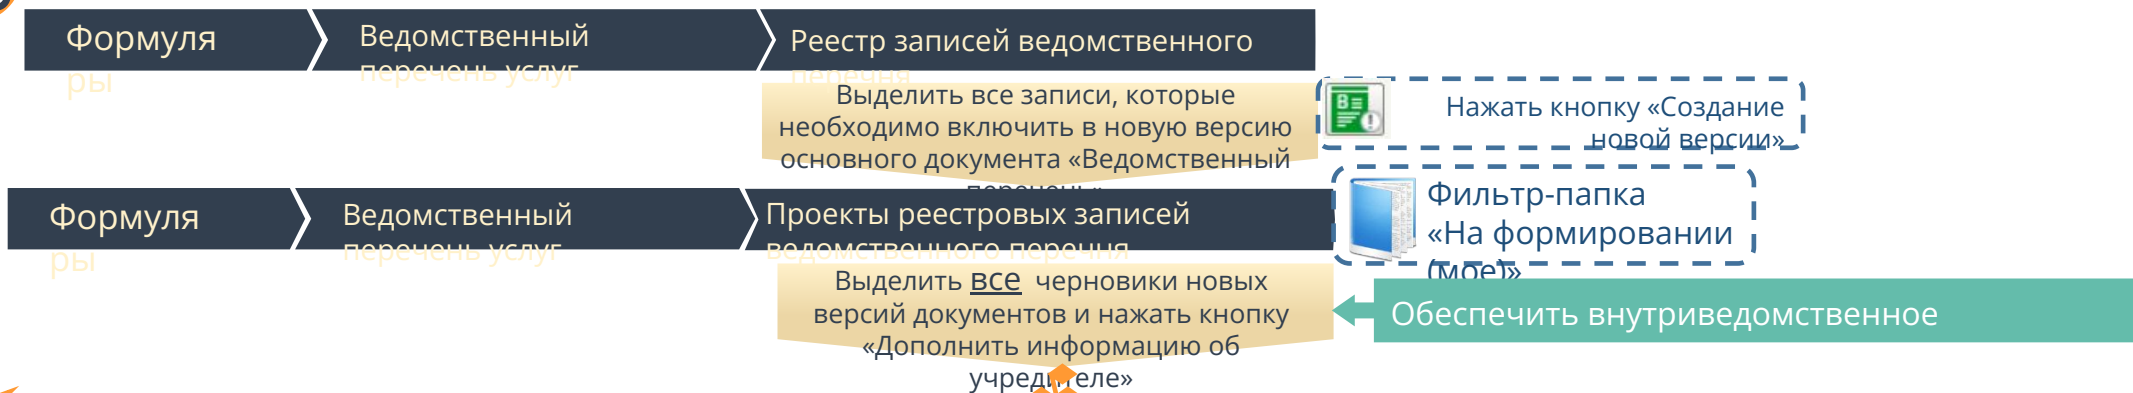 Формуля
ры
Ведомственный
перечень услуг
Реестр записей ведомственного
перечня
Выделить все записи, которые
необходимо включить в новую версию
основного документа «Ведомственный
перечень»
Нажать кнопку «Создание
новой версии»
Формуля
ры
Ведомственный
перечень услуг
Проекты реестровых записей
ведомственного перечня
Фильтр-папка
«На формировании
(мое)»
Выделить все черновики новых
версий документов и нажать кнопку
«Дополнить информацию об
учредителе»
Обеспечить внутриведомственное